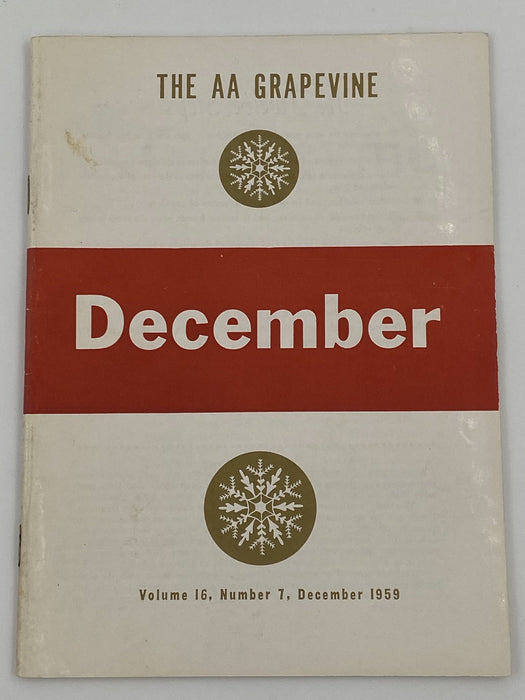 THE AA GRAPEVINE
December
Volume 16, Number 7, December 1959